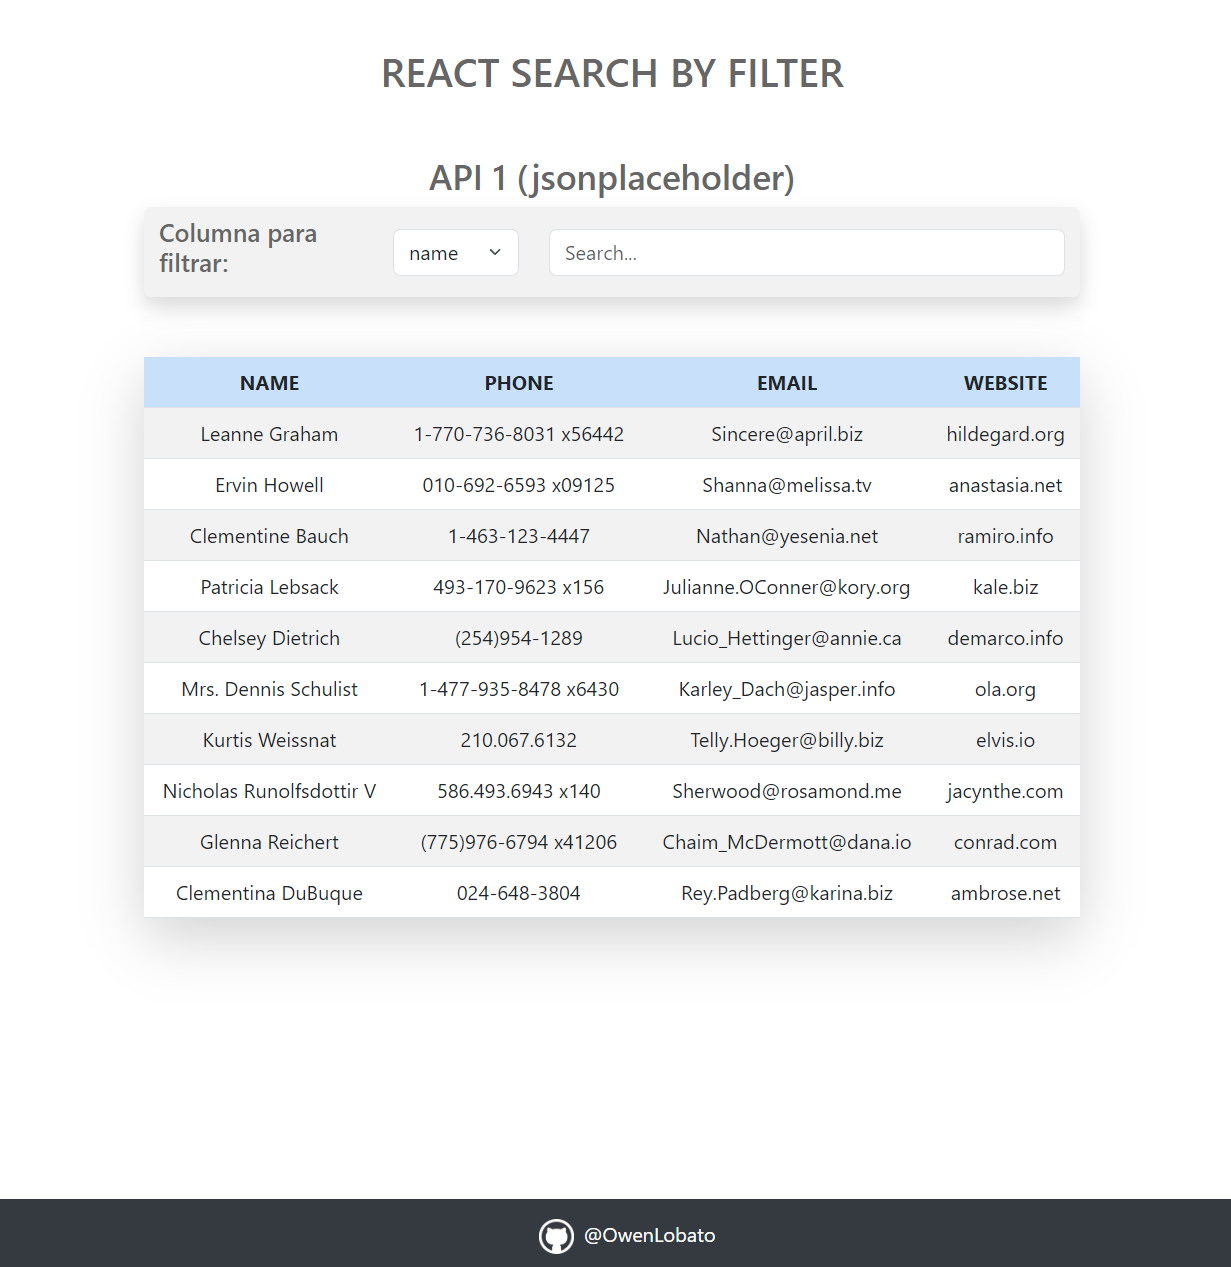 REACT SEARCH BY FILTER
API 1 (jsonplaceholder)
Columna para
filtrar:
name
Search...
NAME PHONE EMAIL WEBSITE
Leanne Graham 1-770-736-8031 x56442 Sincere@april.biz hildegard.org
Ervin Howell 010-692-6593 x09125 Shanna@melissa.tv anastasia.net
Clementine Bauch 1-463-123-4447 Nathan@yesenia.net ramiro.info
Patricia Lebsack 493-170-9623 x156 Julianne.OConner@kory.org kale.biz
Chelsey Dietrich (254)954-1289 Lucio_Hettinger@annie.ca demarco.info
Mrs. Dennis Schulist 1-477-935-8478 x6430 Karley_Dach@jasper.info ola.org
Kurtis Weissnat 210.067.6132 Telly.Hoeger@billy.biz elvis.io
Nicholas Runolfsdottir V 586.493.6943 x140 Sherwood@rosamond.me jacynthe.com
Glenna Reichert (775)976-6794 x41206 Chaim_McDermott@dana.io conrad.com
Clementina DuBuque 024-648-3804 Rey.Padberg@karina.biz ambrose.net
@OwenLobato